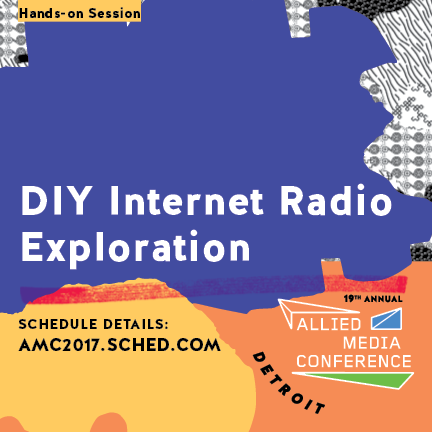 Hands-on Session
DIY Internet Radio
Exploration
SCHEDULE DETAILS:
AMC2017.SCHED.COM
19TH ANNUAL
ALLIED
MEDIA
CONFERENCE
DETROIT